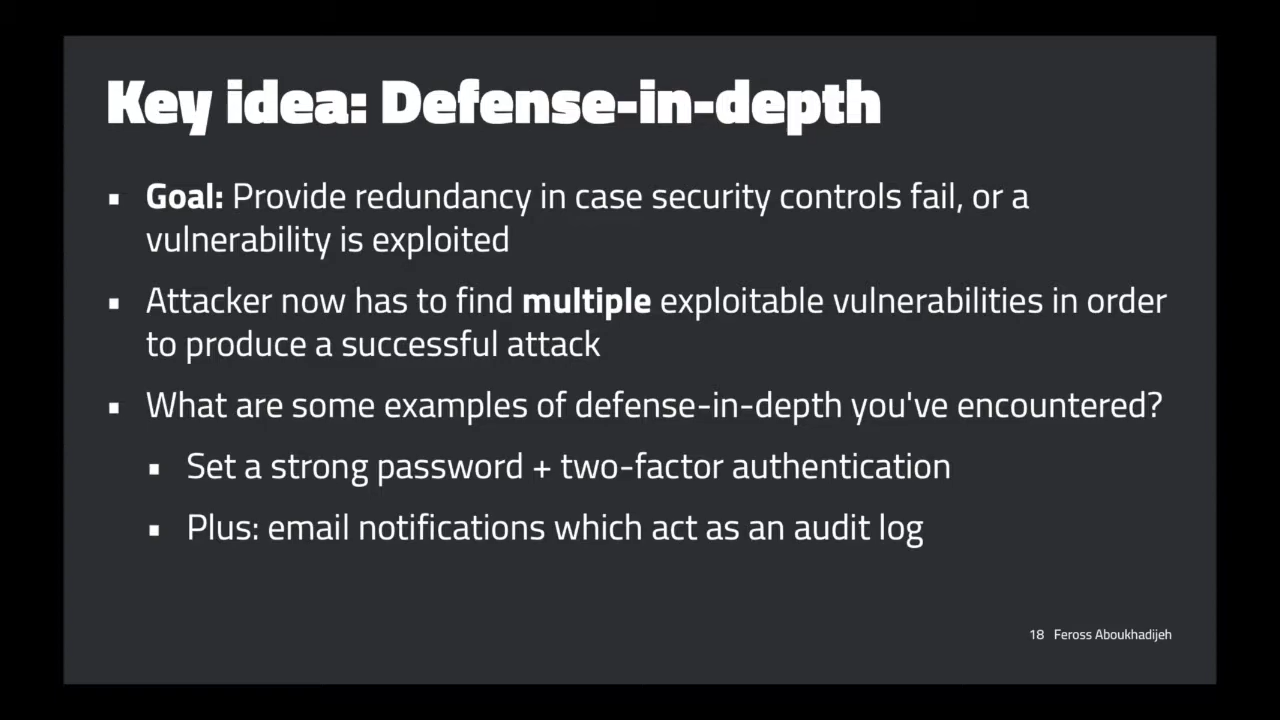 Key idea: Defense-in-depth
▪ Goal: Provide redundancy in case security controls fail, or a
vulnerability is exploited
▪ Attacker now has to find multiple exploitable vulnerabilities in order
to produce a successful attack
▪ What are some examples of defense-in-depth you've encountered?
▪ Set a strong password + two-factor authentication
▪ Plus: email notifications which act as an audit log
18 Feross Aboukhadijeh